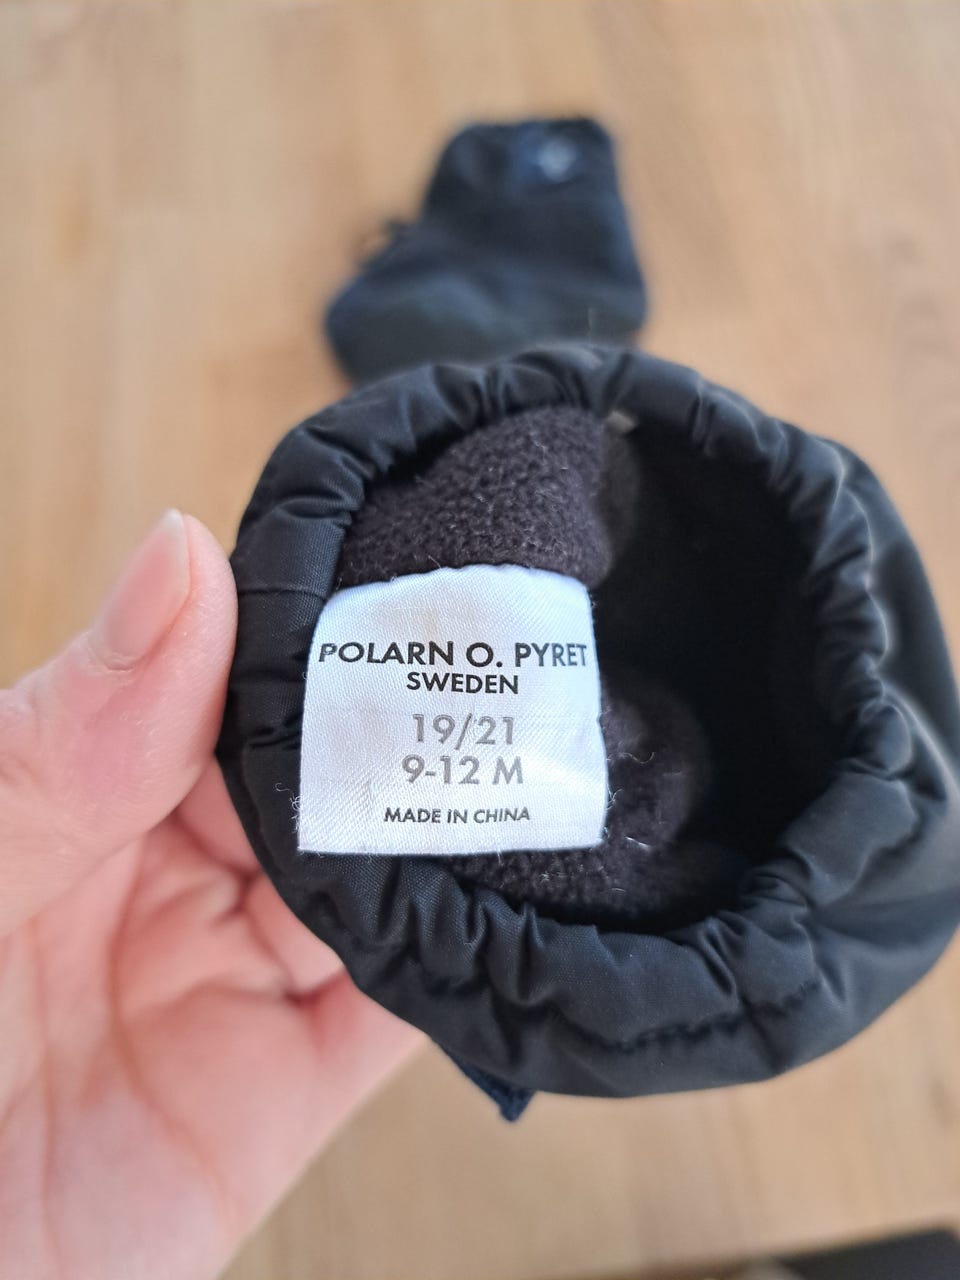 POLARN O. PYRET
SWEDEN
19/21
9-12 M
MADE IN CHINA